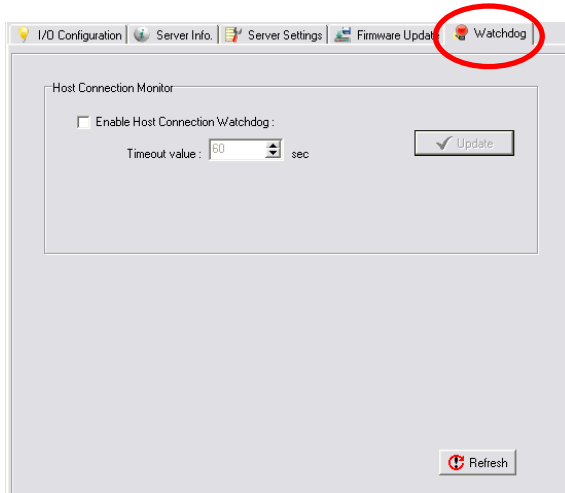 I/O Configuration Server Info. Server Settings Firmware Update Watchdog
Host Connection Monitor
Enable Host Connection Watchdog :
Timeout value : 60 sec
Update
Refresh